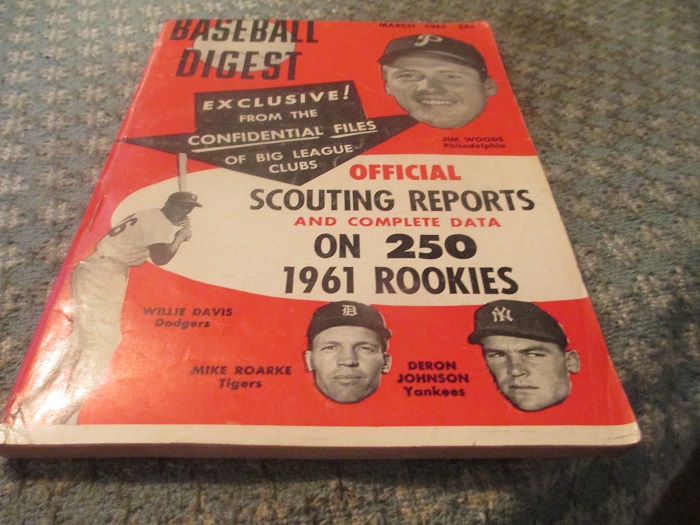 BASEBALL
DIGEST
MARCH 1961 25c
EXCLUSIVE!
FROM THE
CONFIDENTIAL FILES
OF BIG LEAGUE
CLUBS
P
JIM WOODS
Philadelphia
OFFICIAL
SCOUTING REPORTS
AND COMPLETE DATA
ON 250
1961 ROOKIES
WILLIE DAVIS
Dodgers
MIKE ROARKE
Tigers
D
DERON
JOHNSON
Yankees
NY